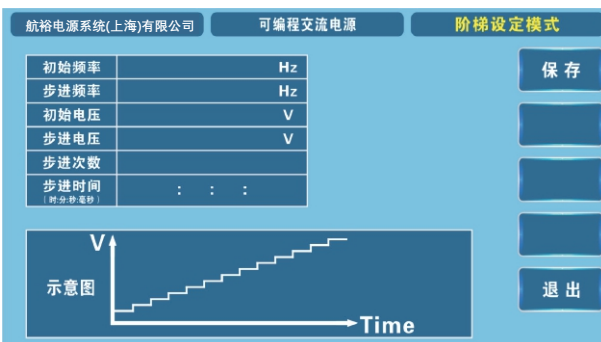 航裕电源系统(上海)有限公司 可编程交流电源 阶梯设定模式
初始频率 Hz
步进频率 Hz
初始电压 V
步进电压 V
步进次数
步进时间 : : :
(时:分:秒:毫秒)
保存
V
示意图
Time
退出